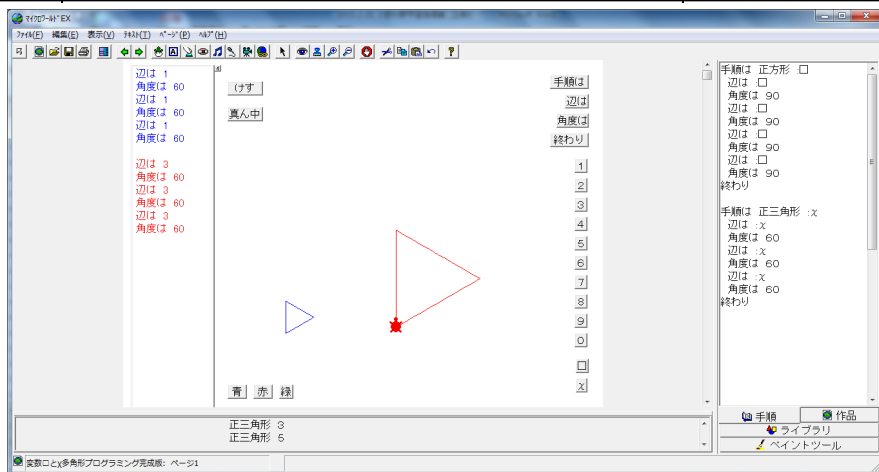 マイクロワールドEX
ファイル(F) 編集(E) 表示(V) テキスト(T) ページ(P) ヘルプ(H)
辺は 1
角度は 60
辺は 1
角度は 60
辺は 1
角度は 60
辺は 3
角度は 60
辺は 3
角度は 60
辺は 3
角度は 60
けす
真ん中
手順は
辺は
角度は
終わり
1
2
3
4
5
6
7
8
9
0
□
χ
青 赤 緑
手順は 正方形 :□
辺は :□
角度は 90
辺は :□
角度は 90
辺は :□
角度は 90
辺は :□
角度は 90
終わり
手順は 正三角形 :χ
辺は :χ
角度は 60
辺は :χ
角度は 60
辺は :χ
角度は 60
終わり
正三角形 3
正三角形 5
手順 作品
ライブラリ
ペイントツール
変数□とχ多角形プログラミング完成版: ページ1